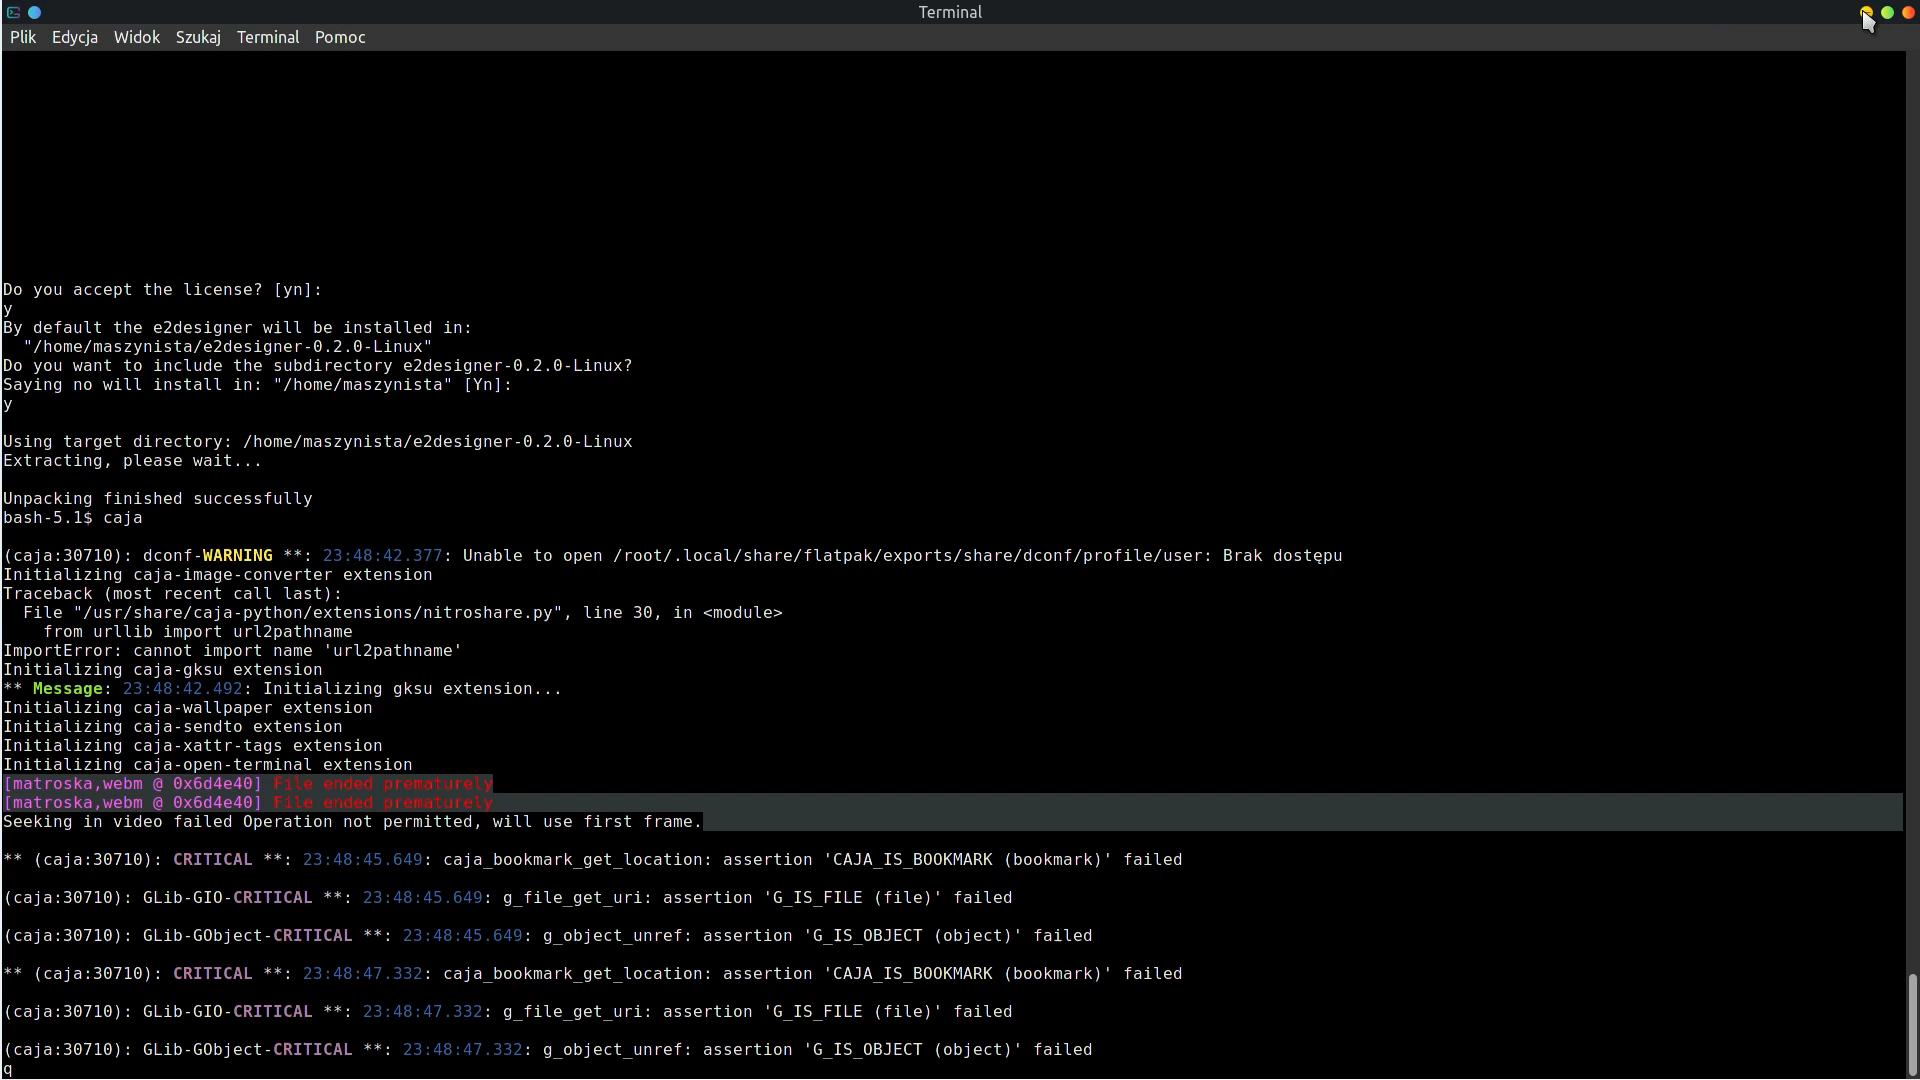 Terminal
Plik Edycja Widok Szukaj Terminal Pomoc
Do you accept the license? [yn]:
y
By default the e2designer will be installed in:
  "/home/maszynista/e2designer-0.2.0-Linux"
Do you want to include the subdirectory e2designer-0.2.0-Linux?
Saying no will install in: "/home/maszynista" [Yn]:
y
Using target directory: /home/maszynista/e2designer-0.2.0-Linux
Extracting, please wait...
Unpacking finished successfully
bash-5.1$ caja
(caja:30710): dconf-WARNING **: 23:48:42.377: Unable to open /root/.local/share/flatpak/exports/share/dconf/profile/user: Brak dostępu
Initializing caja-image-converter extension
Traceback (most recent call last):
  File "/usr/share/caja-python/extensions/nitroshare.py", line 30, in <module>
    from urllib import url2pathname
ImportError: cannot import name 'url2pathname'
Initializing caja-gksu extension
** Message: 23:48:42.492: Initializing gksu extension...
Initializing caja-wallpaper extension
Initializing caja-sendto extension
Initializing caja-xattr-tags extension
Initializing caja-open-terminal extension
[matroska,webm @ 0x6d4e40] File ended prematurely
[matroska,webm @ 0x6d4e40] File ended prematurely
Seeking in video failed Operation not permitted, will use first frame.
** (caja:30710): CRITICAL **: 23:48:45.649: caja_bookmark_get_location: assertion 'CAJA_IS_BOOKMARK (bookmark)' failed
(caja:30710): GLib-GIO-CRITICAL **: 23:48:45.649: g_file_get_uri: assertion 'G_IS_FILE (file)' failed
(caja:30710): GLib-GObject-CRITICAL **: 23:48:45.649: g_object_unref: assertion 'G_IS_OBJECT (object)' failed
** (caja:30710): CRITICAL **: 23:48:47.332: caja_bookmark_get_location: assertion 'CAJA_IS_BOOKMARK (bookmark)' failed
(caja:30710): GLib-GIO-CRITICAL **: 23:48:47.332: g_file_get_uri: assertion 'G_IS_FILE (file)' failed
(caja:30710): GLib-GObject-CRITICAL **: 23:48:47.332: g_object_unref: assertion 'G_IS_OBJECT (object)' failed
q